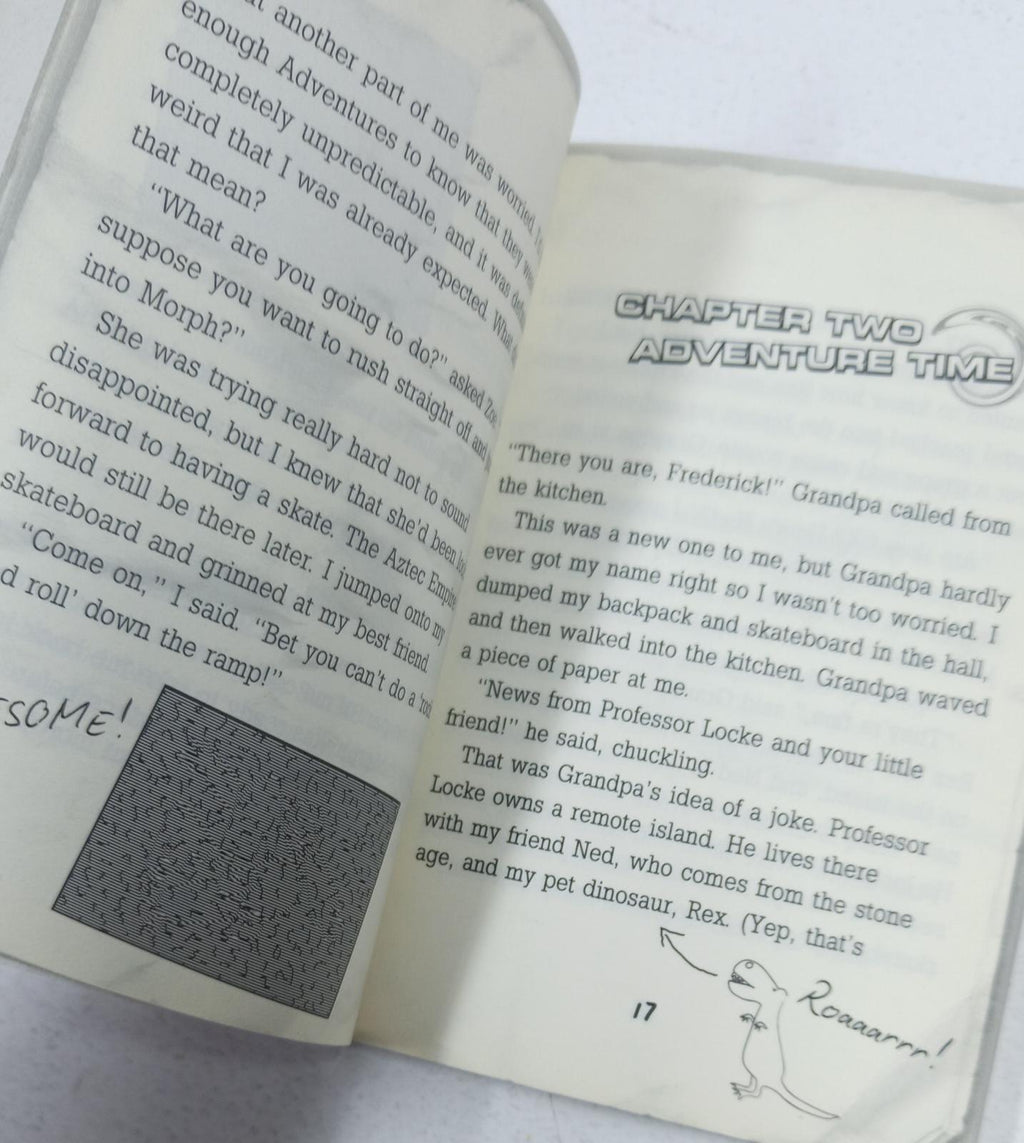 another part of me was worried.
enough Adventures to know that they
completely unpredictable, and it was
weird that I was already expected. What
that mean?
“What are you going to do?” asked Zoe.
suppose you want to rush straight off and
into Morph?”
She was trying really hard not to sound
disappointed, but I knew that she’d been
forward to having a skate. The Aztec Empire
would still be there later. I jumped onto my
skateboard and grinned at my best friend.
“Come on,” I said. “Bet you can’t do a
roll’ down the ramp!”
CHAPTER TWO
ADVENTURE TIME
“There you are, Frederick!” Grandpa called from
the kitchen.
This was a new one to me, but Grandpa hardly
ever got my name right so I wasn’t too worried. I
dumped my backpack and skateboard in the hall,
and then walked into the kitchen. Grandpa waved
a piece of paper at me.
“News from Professor Locke and your little
friend!” he said, chuckling.
That was Grandpa’s idea of a joke. Professor
Locke owns a remote island. He lives there
with my friend Ned, who comes from the stone
age, and my pet dinosaur, Rex. (Yep, that’s
Roaaarrr!
17